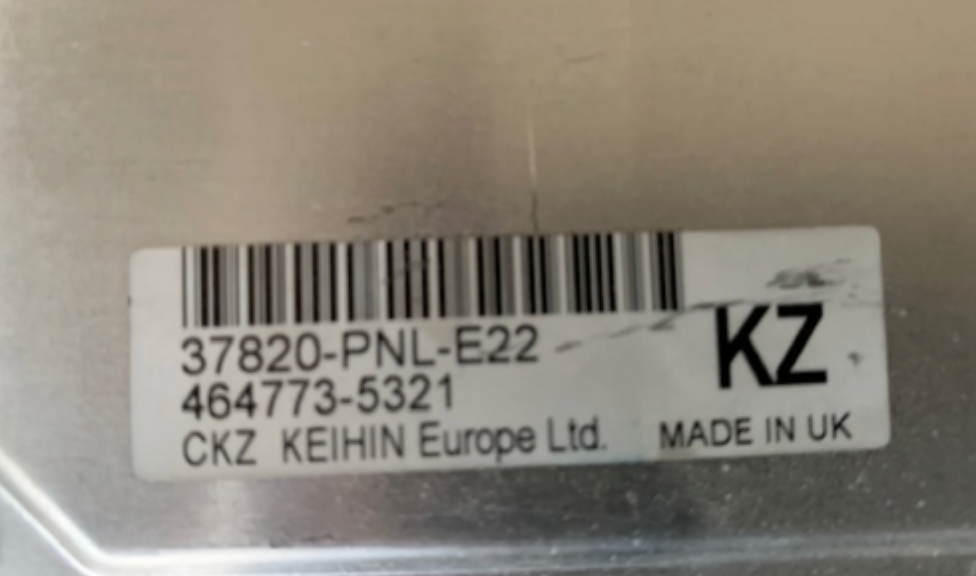 37820-PNL-E22
KZ
464773-5321
CKZ KEIHIN Europe Ltd.
MADE IN UK